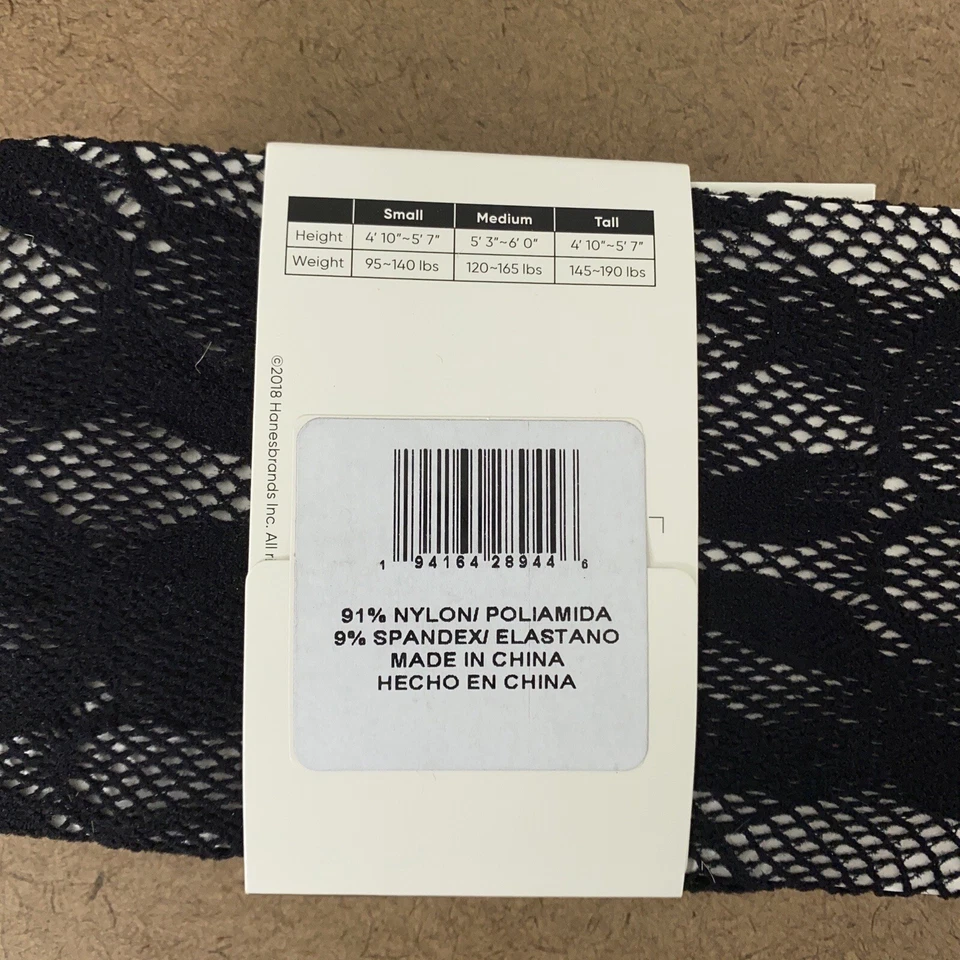 Small Medium Tall
Height 4' 10"~5' 7" 5' 3"~6' 0" 4' 10"~5' 7"
Weight 95~140 lbs 120~165 lbs 145~190 lbs
©2018 Hanesbrands Inc. All
1 94164 28944 6
91% NYLON/ POLIAMIDA
9% SPANDEX/ ELASTANO
MADE IN CHINA
HECHO EN CHINA